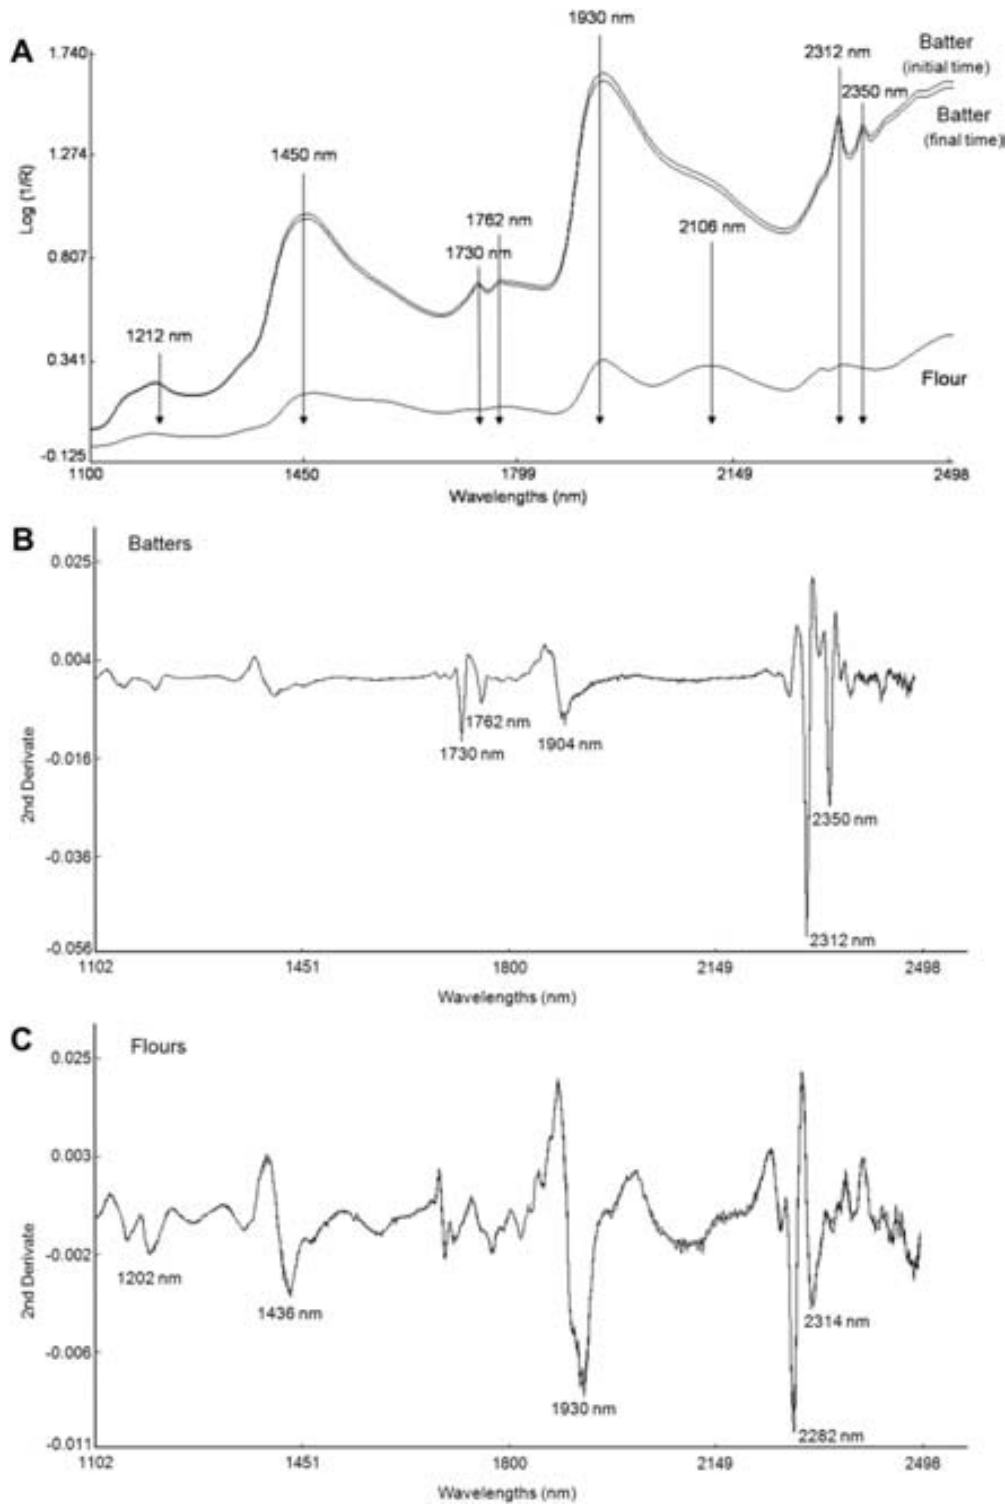 A
1930 nm
Batter
(initial time)
2312 nm
2350 nm
Batter
(final time)
1450 nm
1762 nm
1730 nm
2106 nm
1212 nm
Flour
1.740
1.274
0.807
0.341
-0.125
Log (1/R)
1100
1450
1799
2149
2498
Wavelengths (nm)
B
Batters
0.025
0.004
-0.016
-0.036
-0.056
2nd Derivate
1762 nm
1730 nm
1904 nm
2350 nm
2312 nm
1102
1451
1800
2149
2498
Wavelengths (nm)
C
Flours
0.025
0.003
-0.002
-0.006
-0.011
2nd Derivate
1202 nm
1436 nm
1930 nm
2314 nm
2282 nm
1102
1451
1800
2149
2498
Wavelengths (nm)